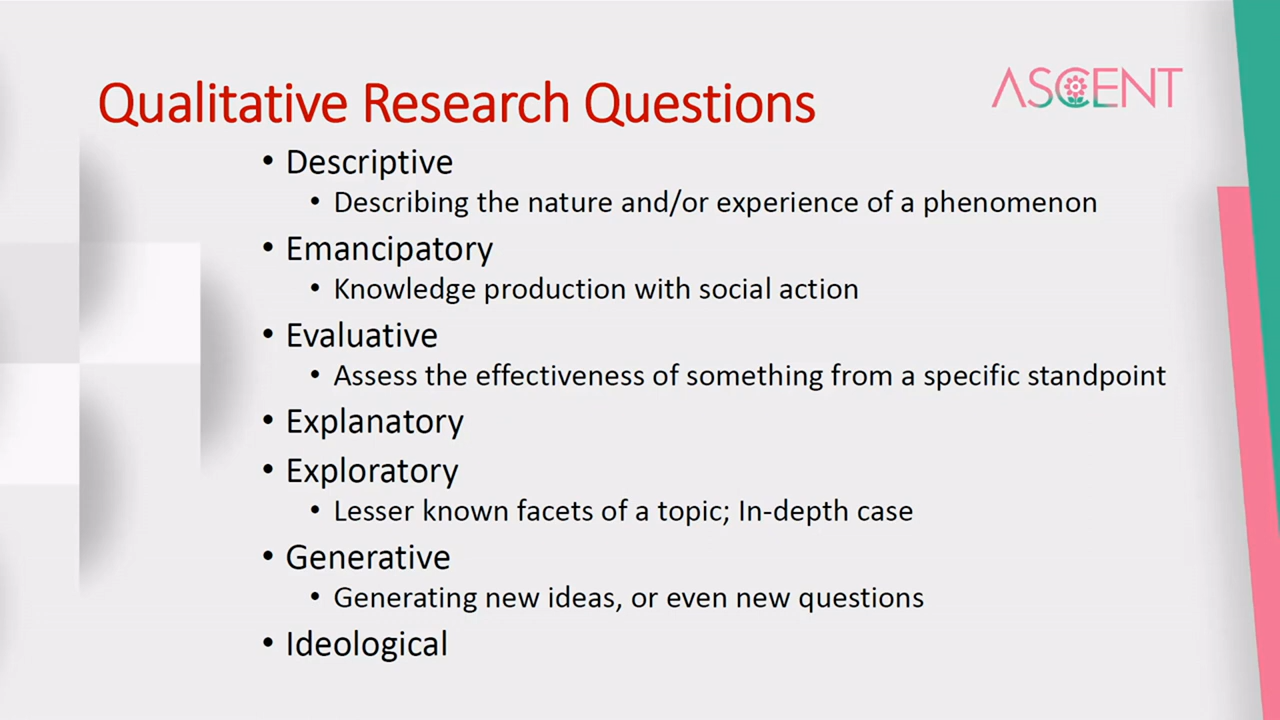 ASCENT
Qualitative Research Questions
• Descriptive
• Describing the nature and/or experience of a phenomenon
• Emancipatory
• Knowledge production with social action
• Evaluative
• Assess the effectiveness of something from a specific standpoint
• Explanatory
• Exploratory
• Lesser known facets of a topic; In-depth case
• Generative
• Generating new ideas, or even new questions
• Ideological